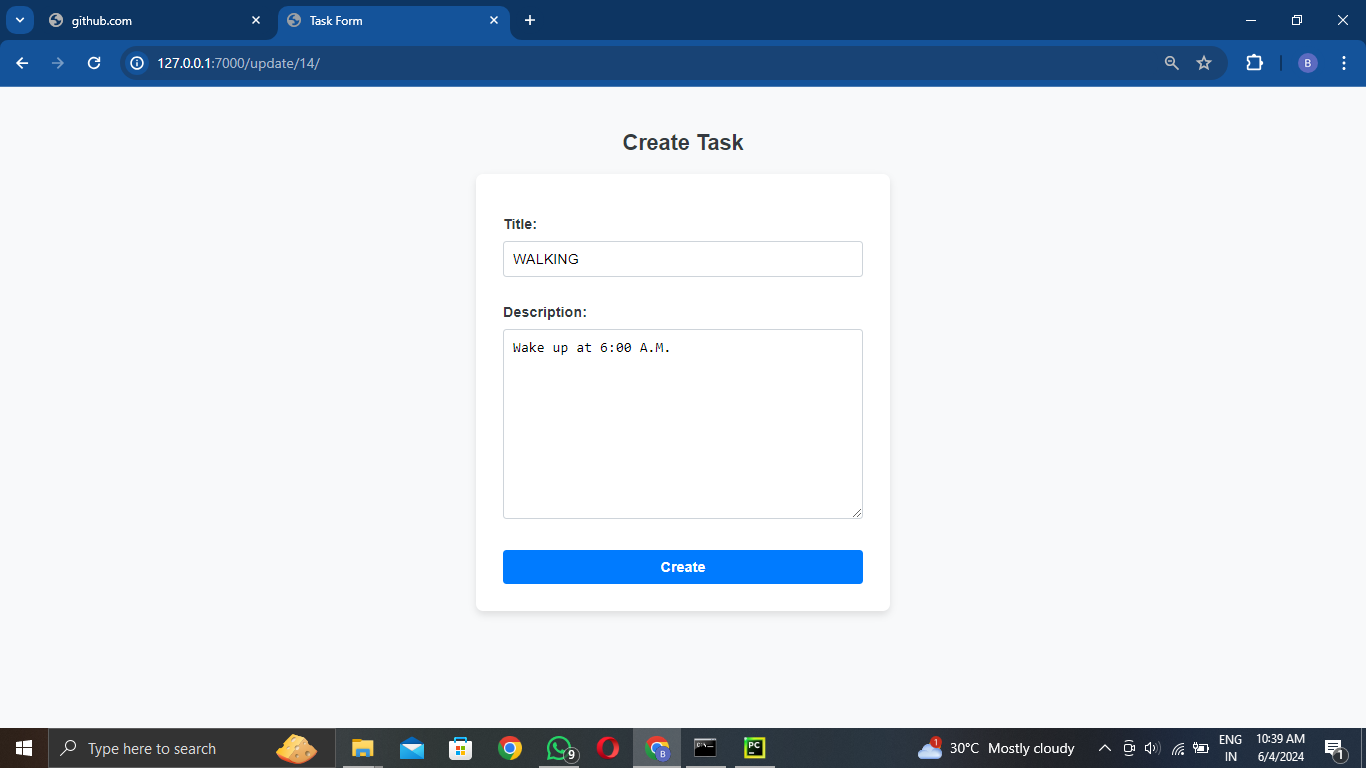 github.com
Task Form
127.0.0.1:7000/update/14/
B
Create Task
Title:
WALKING
Description:
Wake up at 6:00 A.M.
Create
Type here to search
9
B
PC
1
30°C Mostly cloudy
ENG
IN
10:39 AM
6/4/2024
1